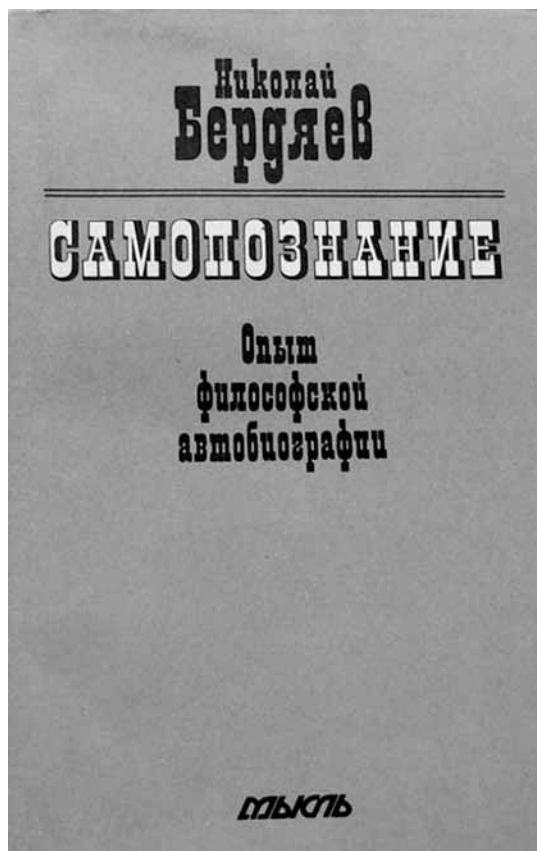 Николай
Бердяев
САМОПОЗНАНИЕ
Опыт
философской
автобиографии
мысль